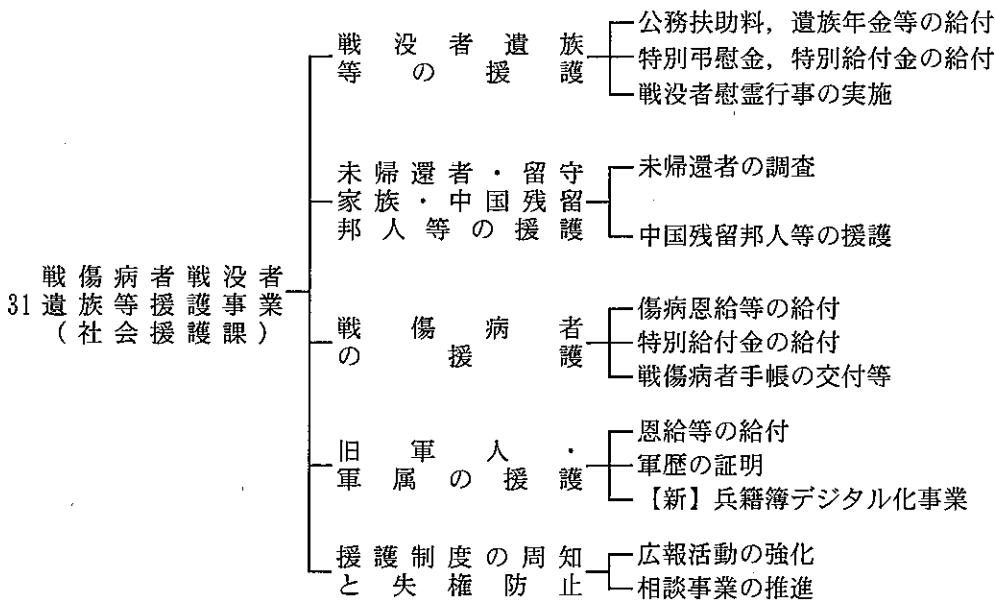 31 戦傷病者戦没者
遺族等援護事業
（社会援護課）
戦没者遺族
等の援護
公務扶助料，遺族年金等の給付
特別弔慰金，特別給付金の給付
戦没者慰霊行事の実施
未帰還者・留守
家族・中国残留
邦人等の援護
未帰還者の調査
中国残留邦人等の援護
戦傷病者
の援護
傷病恩給等の給付
特別給付金の給付
戦傷病者手帳の交付等
旧軍人・
軍属の援護
恩給等の給付
軍歴の証明
【新】兵籍簿デジタル化事業
援護制度の周知
と失権防止
広報活動の強化
相談事業の推進